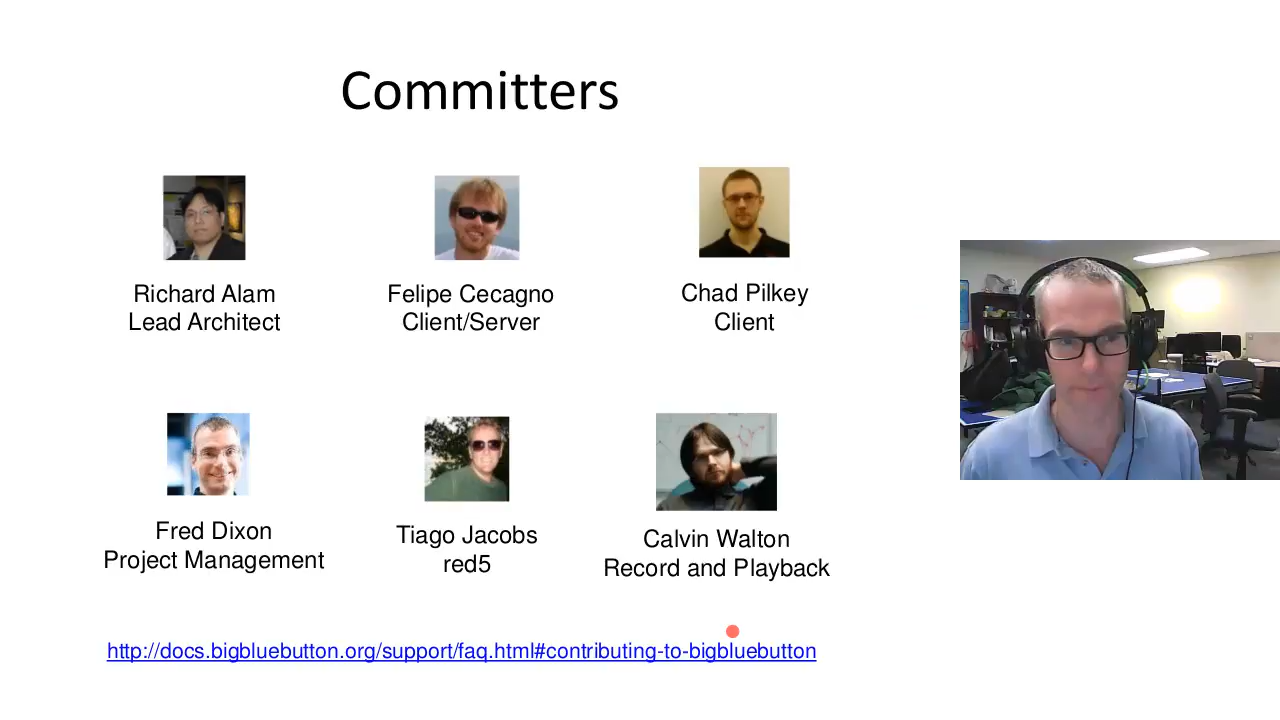 Committers
Richard Alam
Lead Architect
Felipe Cecagno
Client/Server
Chad Pilkey
Client
Fred Dixon
Project Management
Tiago Jacobs
red5
Calvin Walton
Record and Playback
http://docs.bigbluebutton.org/support/faq.html#contributing-to-bigbluebutton